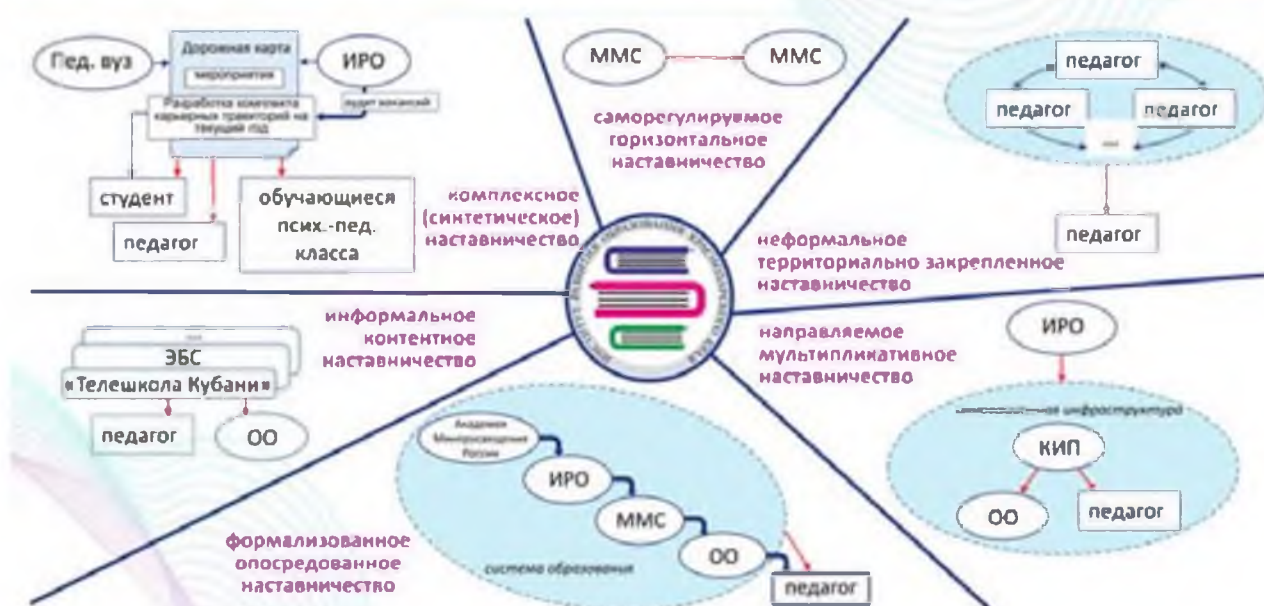 Пед. вуз
Дорожная карта
мероприятия
ИРО
аудит вакансий
Разработка комплекта
карьерных траекторий на
текущий год
студент
педагог
обучающиеся
псих.-пед.
класса
комплексное
(синтетическое)
наставничество
ММС
ММС
саморегулируемое
горизонтальное
наставничество
педагог
педагог
педагог
...
педагог
неформальное
территориально закрепленное
наставничество
информальное
контентное
наставничество
...
ЭБС
«Телешкола Кубани»
педагог
ОО
формализованное
опосредованное
наставничество
Академия
Минпросвещения
России
ИРО
ММС
ОО
система образования
педагог
направляемое
мультипликативное
наставничество
ИРО
инфраструктура
КИП
ОО
педагог